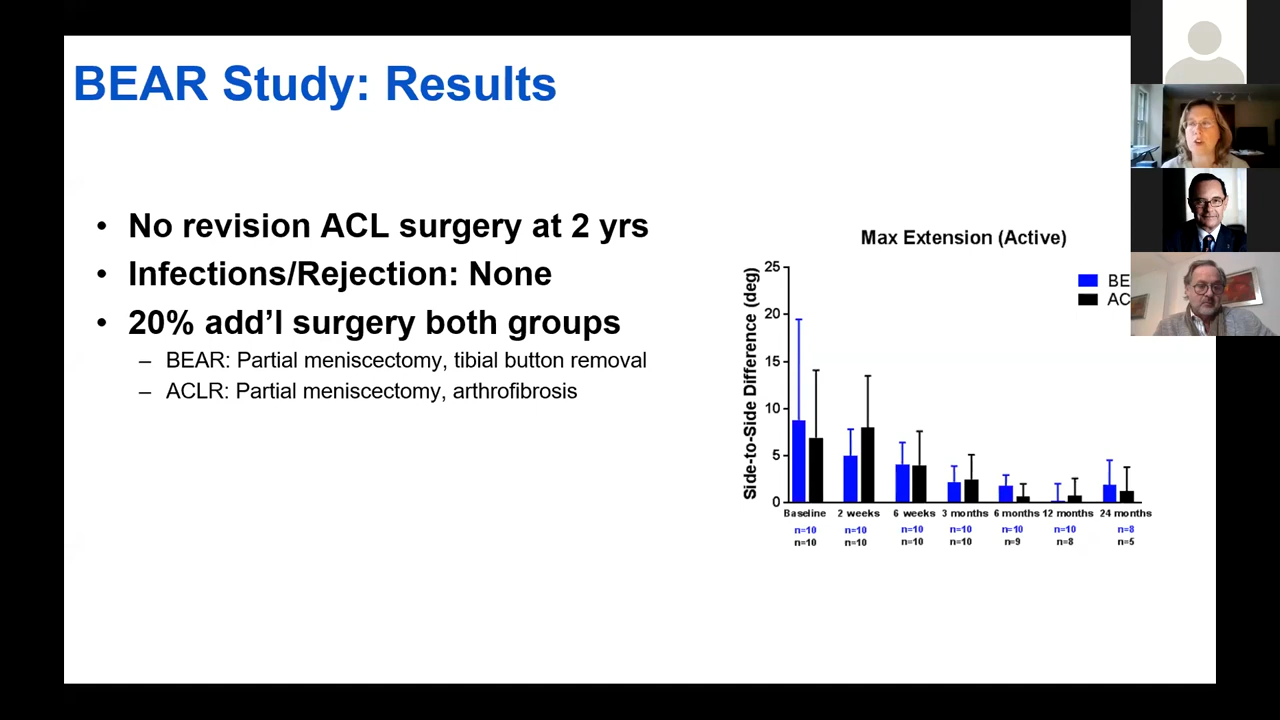 BEAR Study: Results
• No revision ACL surgery at 2 yrs
• Infections/Rejection: None
• 20% add’l surgery both groups
– BEAR: Partial meniscectomy, tibial button removal
– ACLR: Partial meniscectomy, arthrofibrosis
Max Extension (Active)
Side-to-Side Difference (deg)
25
20
15
10
5
0
BE
AC
Baseline 2 weeks 6 weeks 3 months 6 months 12 months 24 months
n=10 n=10 n=10 n=10 n=10 n=10 n=8
n=10 n=10 n=10 n=10 n=9 n=8 n=5